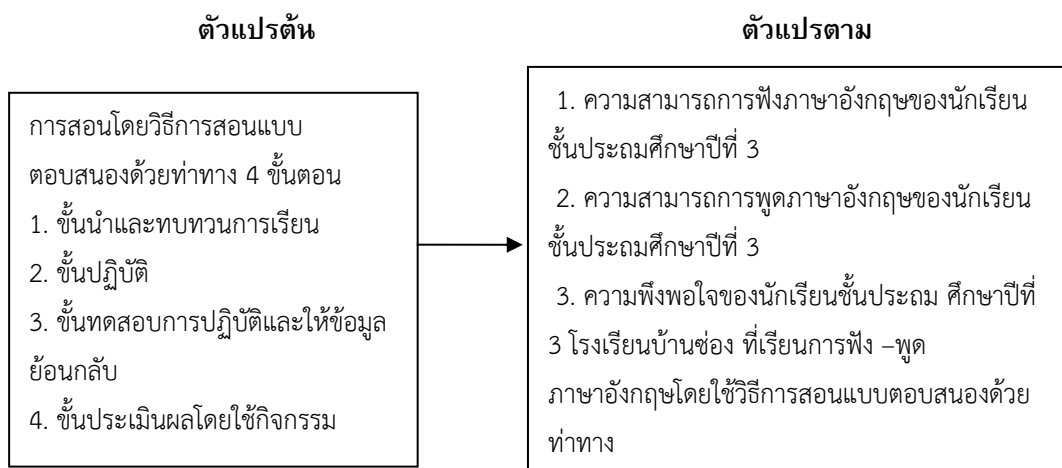 ตัวแปรต้น
ตัวแปรตาม
การสอนโดยวิธีการสอนแบบ
ตอบสนองด้วยท่าทาง 4 ขั้นตอน
1. ขั้นนำและทบทวนการเรียน
2. ขั้นปฏิบัติ
3. ขั้นทดสอบการปฏิบัติและให้ข้อมูล
ย้อนกลับ
4. ขั้นประเมินผลโดยใช้กิจกรรม
1. ความสามารถการฟังภาษาอังกฤษของนักเรียน
ชั้นประถมศึกษาปีที่ 3
2. ความสามารถการพูดภาษาอังกฤษของนักเรียน
ชั้นประถมศึกษาปีที่ 3
3. ความพึงพอใจของนักเรียนชั้นประถม ศึกษาปีที่
3 โรงเรียนบ้านซ่อง ที่เรียนการฟัง –พูด
ภาษาอังกฤษโดยใช้วิธีการสอนแบบตอบสนองด้วย
ท่าทาง